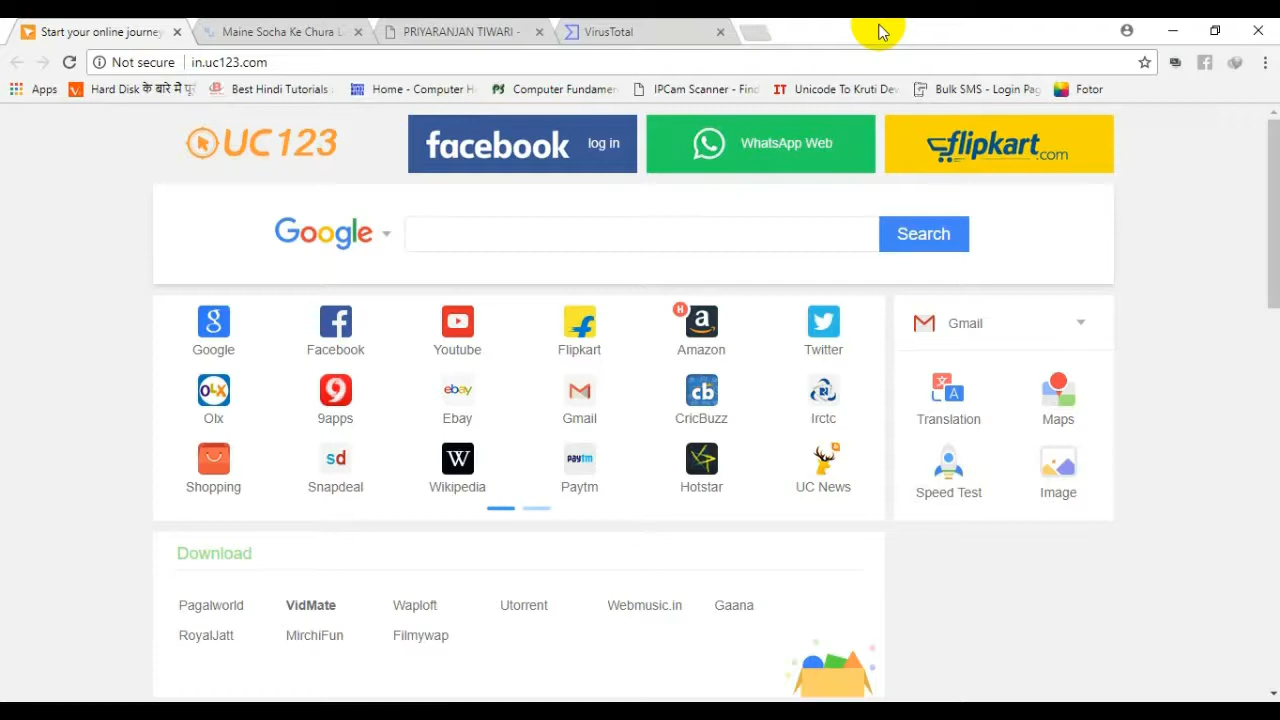 Start your online journey
Maine Socha Ke Chura L
PRIYARANJAN TIWARI -
VirusTotal
Not secure
in.uc123.com
Apps
Hard Disk के बारे मे पू
Best Hindi Tutorials
Home - Computer H
Computer Fundamen
IPCam Scanner - Find
Unicode To Kruti Dev
Bulk SMS - Login Pag
Fotor
UC123
facebook log in
WhatsApp Web
flipkart.com
Google
Search
Google
Facebook
Youtube
Flipkart
Amazon
Twitter
Olx
9apps
Ebay
Gmail
CricBuzz
Irctc
Shopping
Snapdeal
Wikipedia
Paytm
Hotstar
UC News
Gmail
Translation
Maps
Speed Test
Image
Download
Pagalworld
VidMate
Waploft
Utorrent
Webmusic.in
Gaana
RoyalJatt
MirchiFun
Filmywap